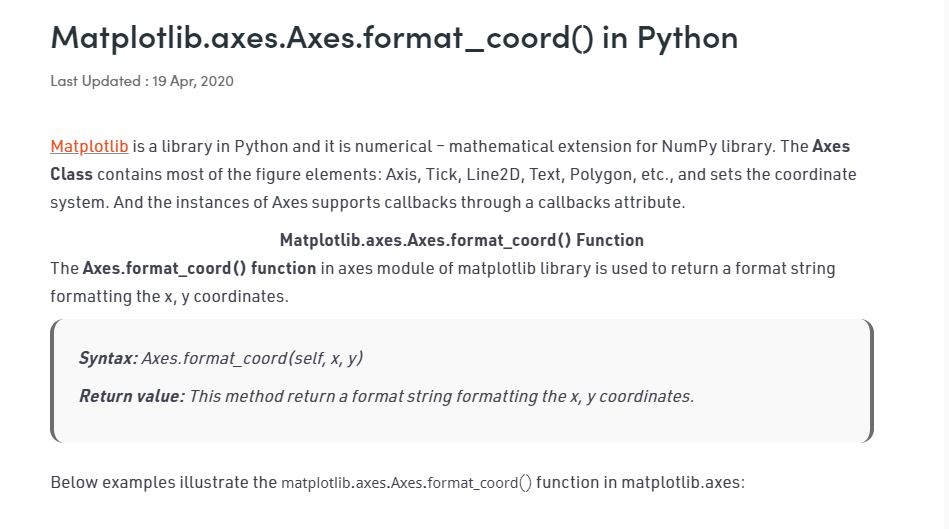 Matplotlib.axes.Axes.format_coord() in Python
Last Updated : 19 Apr, 2020
Matplotlib is a library in Python and it is numerical – mathematical extension for NumPy library. The Axes
Class contains most of the figure elements: Axis, Tick, Line2D, Text, Polygon, etc., and sets the coordinate
system. And the instances of Axes supports callbacks through a callbacks attribute.
Matplotlib.axes.Axes.format_coord() Function
The Axes.format_coord() function in axes module of matplotlib library is used to return a format string
formatting the x, y coordinates.
Syntax: Axes.format_coord(self, x, y)
Return value: This method return a format string formatting the x, y coordinates.
Below examples illustrate the matplotlib.axes.Axes.format_coord() function in matplotlib.axes: